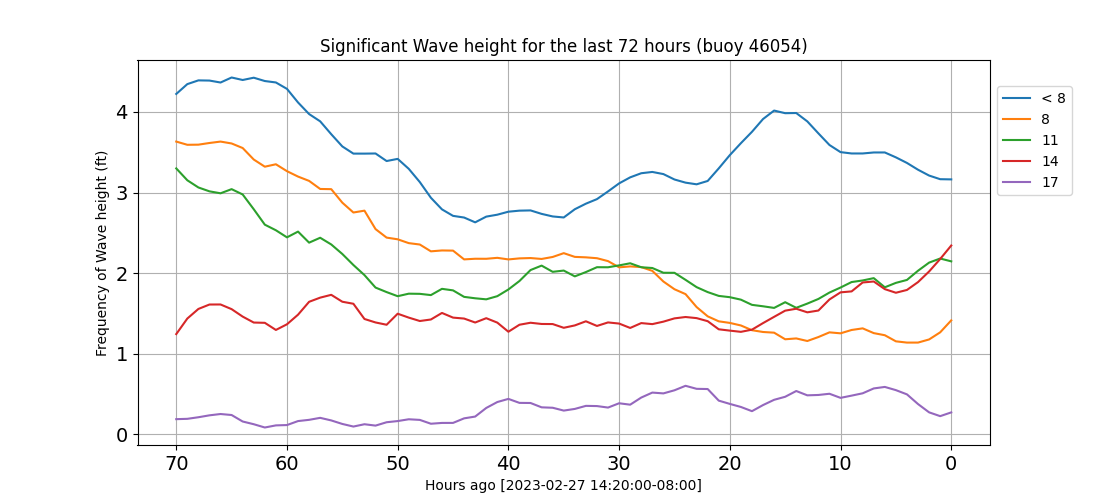 Significant Wave height for the last 72 hours (buoy 46054)
Frequency of Wave height (ft)
4
3
2
1
0
70 60 50 40 30 20 10 0
Hours ago [2023-02-27 14:20:00-08:00]
< 8
8
11
14
17